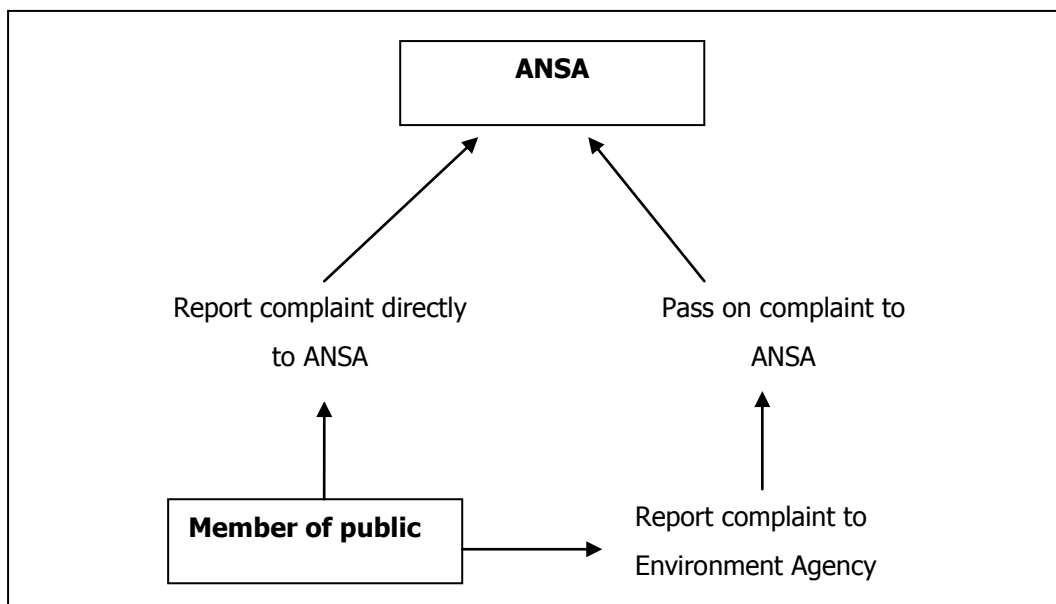 ANSA
Report complaint directly
to ANSA
Pass on complaint to
ANSA
Member of public
Report complaint to
Environment Agency